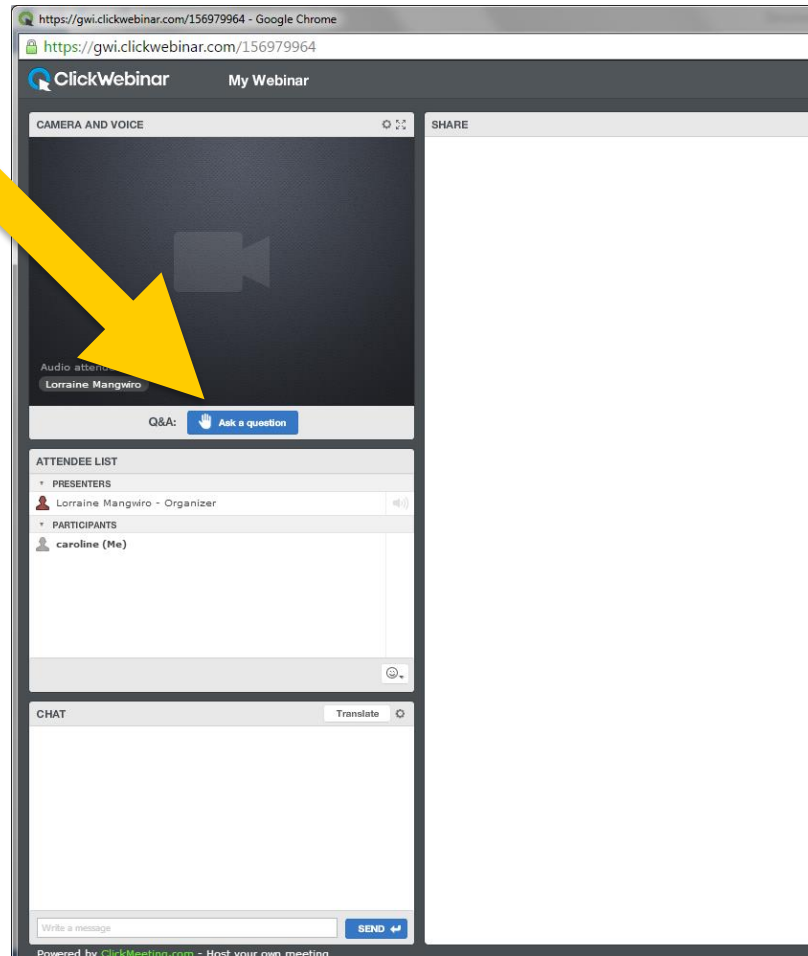 https://gwi.clickwebinar.com/156979964 - Google Chrome
https://gwi.clickwebinar.com/156979964
ClickWebinar My Webinar
CAMERA AND VOICE
SHARE
Audio
Lorraine Mangwiro
Q&A: Ask a question
ATTENDEE LIST
PRESENTERS
Lorraine Mangwiro - Organizer
PARTICIPANTS
caroline (Me)
CHAT Translate
Write a message SEND
Powered by ClickMeeting.com - Host your own meeting